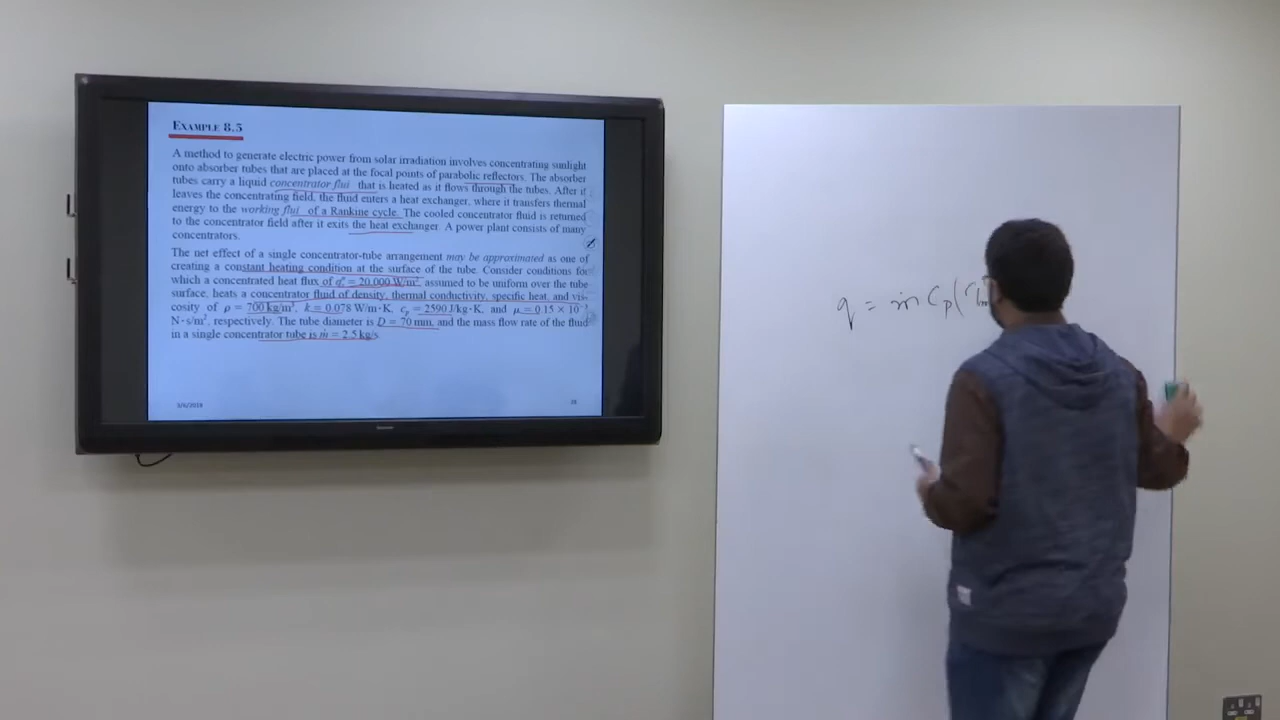 EXAMPLE 8.5
A method to generate electric power from solar irradiation involves concentrating sunlight
onto absorber tubes that are placed at the focal points of parabolic reflectors. The absorber
tubes carry a liquid concentrator flui that is heated as it flows through the tubes. After it
leaves the concentrating field, the fluid enters a heat exchanger, where it transfers thermal
energy to the working flui of a Rankine cycle. The cooled concentrator fluid is returned
to the concentrator field after it exits the heat exchanger. A power plant consists of many
concentrators.
The net effect of a single concentrator-tube arrangement may be approximated as one of
creating a constant heating condition at the surface of the tube. Consider conditions for
which a concentrated heat flux of q″ = 20,000 W/m², assumed to be uniform over the tube
surface, heats a concentrator fluid of density, thermal conductivity, specific heat, and vis-
cosity of ρ = 700 kg/m³, k = 0.078 W/m·K, cp = 2590 J/kg·K, and μ = 0.15 × 10
N·s/m², respectively. The tube diameter is D = 70 mm, and the mass flow rate of the fluid
in a single concentrator tube is ṁ = 2.5 kg/s.
q = ṁ Cp (Tm